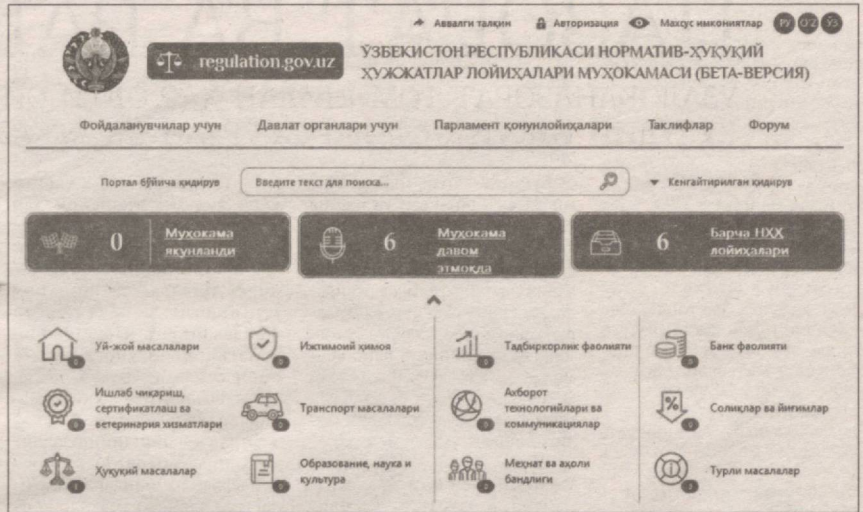 Аввалги талқин Авторизация Махсус имкониятлар РУ O'Z ЎЗ
regulation.gov.uz
ЎЗБЕКИСТОН РЕСПУБЛИКАСИ НОРМАТИВ-ҲУҚУҚИЙ
ҲУЖЖАТЛАР ЛОЙИҲАЛАРИ МУҲОКАМАСИ (БЕТА-ВЕРСИЯ)
Фойдаланувчилар учун Давлат органлари учун Парламент қонунлойиҳалари Таклифлар Форум
Портал бўйича қидирув Введите текст для поиска... Кенгайтирилган қидирув
0 Муҳокама
якунланди
6 Муҳокама
давом
этмоқда
6 Барча НҲҲ
лойиҳалари
Уй-жой масалалари
Ижтимоий ҳимоя
Тадбиркорлик фаолияти
Банк фаолияти
Ишлаб чиқариш,
сертификатлаш ва
ветеринария хизматлари
Транспорт масалалари
Ахборот
технологийлари ва
коммуникациялар
Солиқлар ва йиғимлар
Ҳуқуқий масалалар
Образование, наука и
культура
Меҳнат ва аҳоли
бандлиги
Турли масалалар